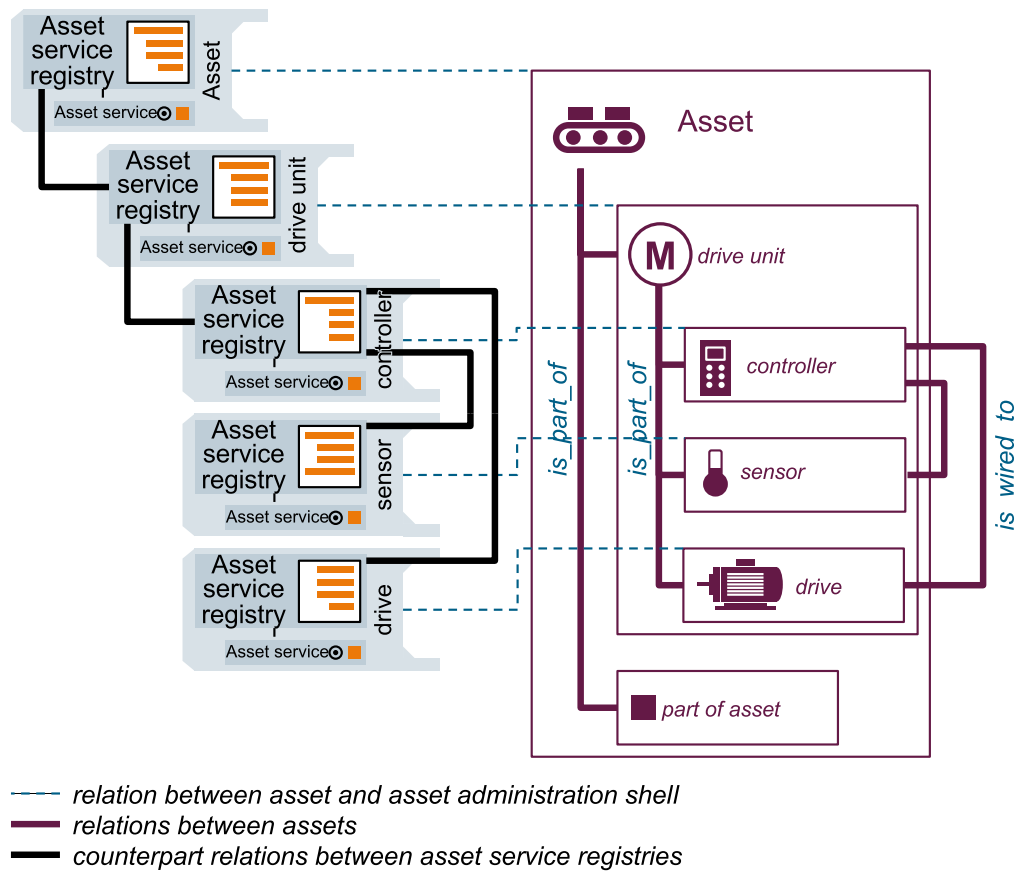 Asset
service
registry
Asset service
Asset
Asset
service
registry
Asset service
drive unit
Asset
service
registry
Asset service
controller
Asset
service
registry
Asset service
sensor
Asset
service
registry
Asset service
drive
Asset
M
drive unit
is_part_of
is_part_of
controller
sensor
drive
part of asset
is wired to
relation between asset and asset administration shell
relations between assets
counterpart relations between asset service registries